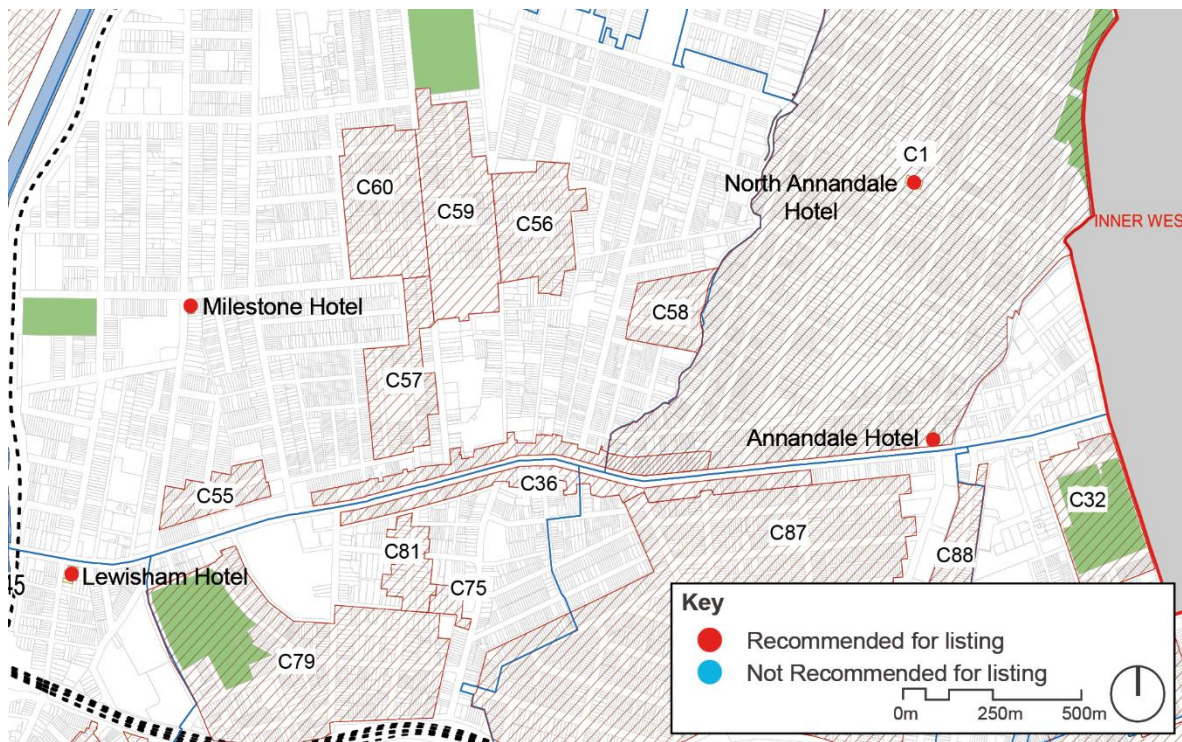 C1
North Annandale
Hotel
C60
C59
C56
INNER WES
Milestone Hotel
C58
C57
Annandale Hotel
C55
C36
C32
C87
C81
C88
Lewisham Hotel
45
C75
C79
Key
Recommended for listing
Not Recommended for listing
0m
250m
500m